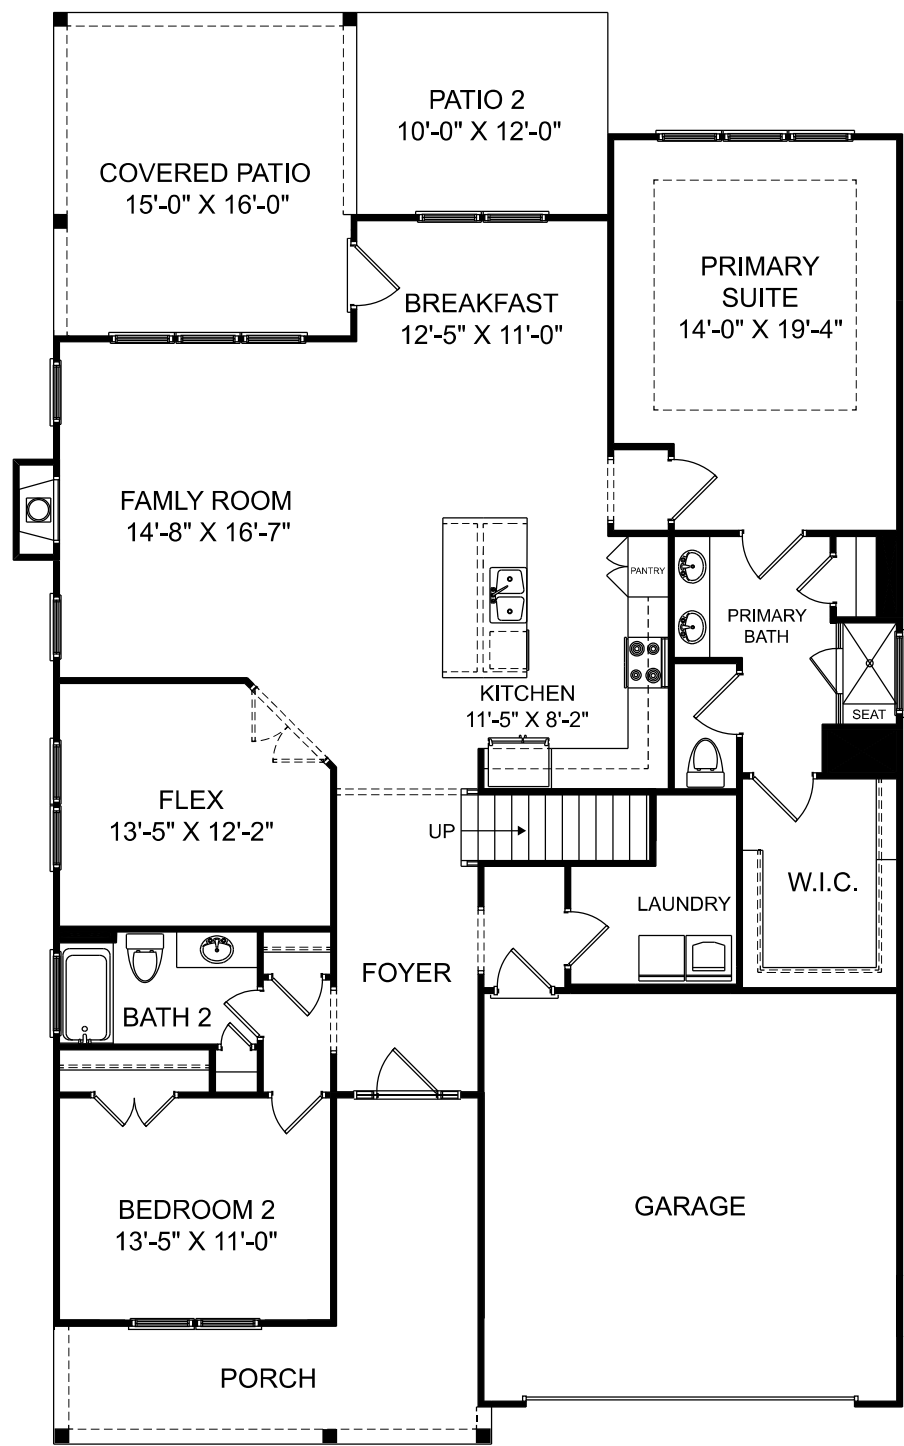 PATIO 2
10'-0" X 12'-0"
COVERED PATIO
15'-0" X 16'-0"
PRIMARY
SUITE
14'-0" X 19'-4"
BREAKFAST
12'-5" X 11'-0"
FAMLY ROOM
14'-8" X 16'-7"
PANTRY
PRIMARY
BATH
KITCHEN
11'-5" X 8'-2"
SEAT
FLEX
13'-5" X 12'-2"
UP
W.I.C.
LAUNDRY
FOYER
BATH 2
BEDROOM 2
13'-5" X 11'-0"
GARAGE
PORCH